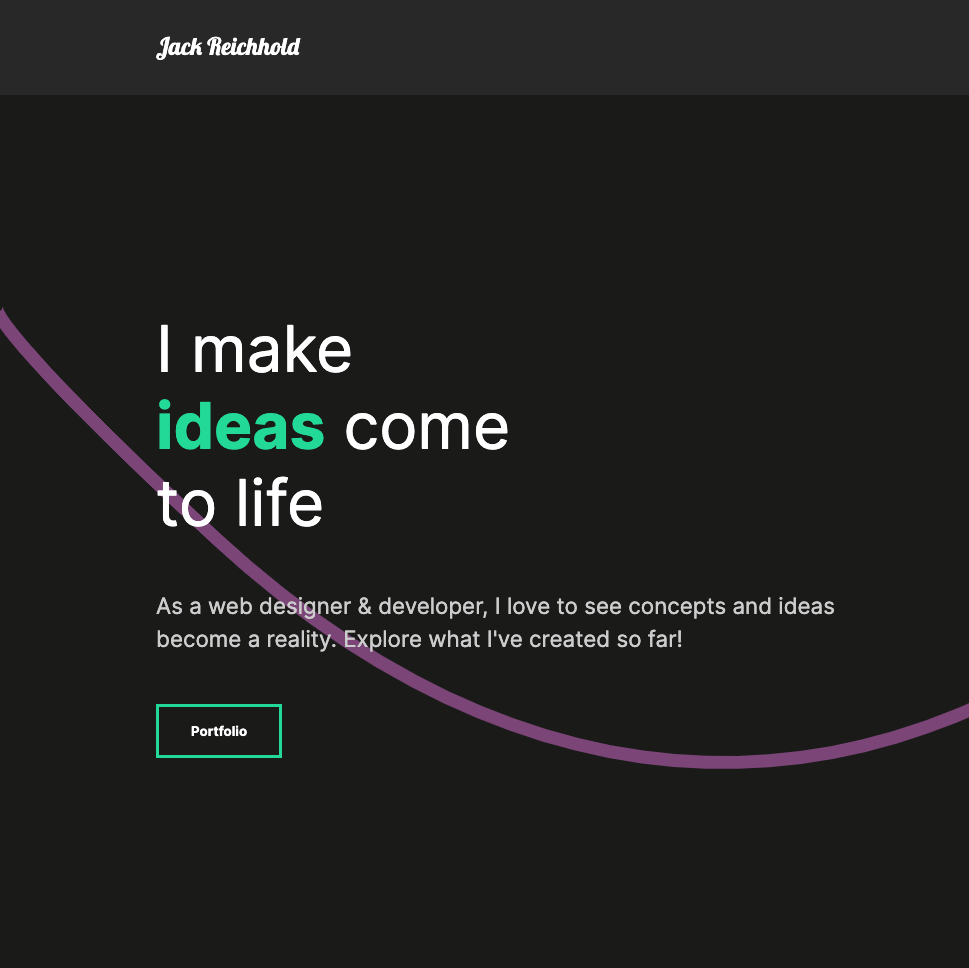 Jack Reichhold
I make
ideas come
to life
As a web designer & developer, I love to see concepts and ideas
become a reality. Explore what I've created so far!
Portfolio